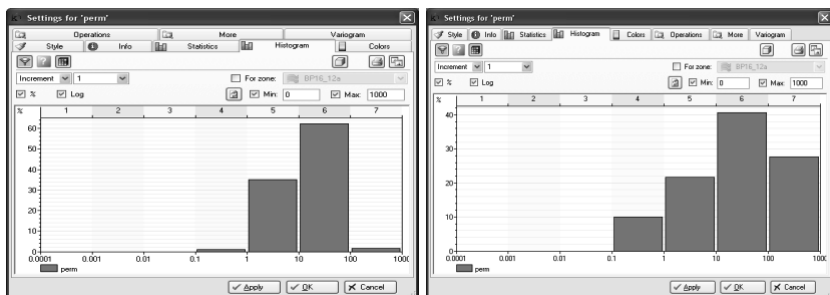 Settings for 'perm'
Operations More Variogram
Style Info Statistics Histogram Colors
Increment 1 For zone: BP16_12a
% Log Min: 0 Max: 1000
% 1 2 3 4 5 6 7
60
50
40
30
20
10
0
0.0001 0.001 0.01 0.1 1 10 100 1000
perm
Apply OK Cancel
Settings for 'perm'
Style Info Statistics Histogram Colors Operations More Variogram
Increment 1 For zone: BP16_12a
% Log Min: 0 Max: 1000
% 1 2 3 4 5 6 7
40
30
20
10
0
0.0001 0.001 0.01 0.1 1 10 100 1000
perm
Apply OK Cancel